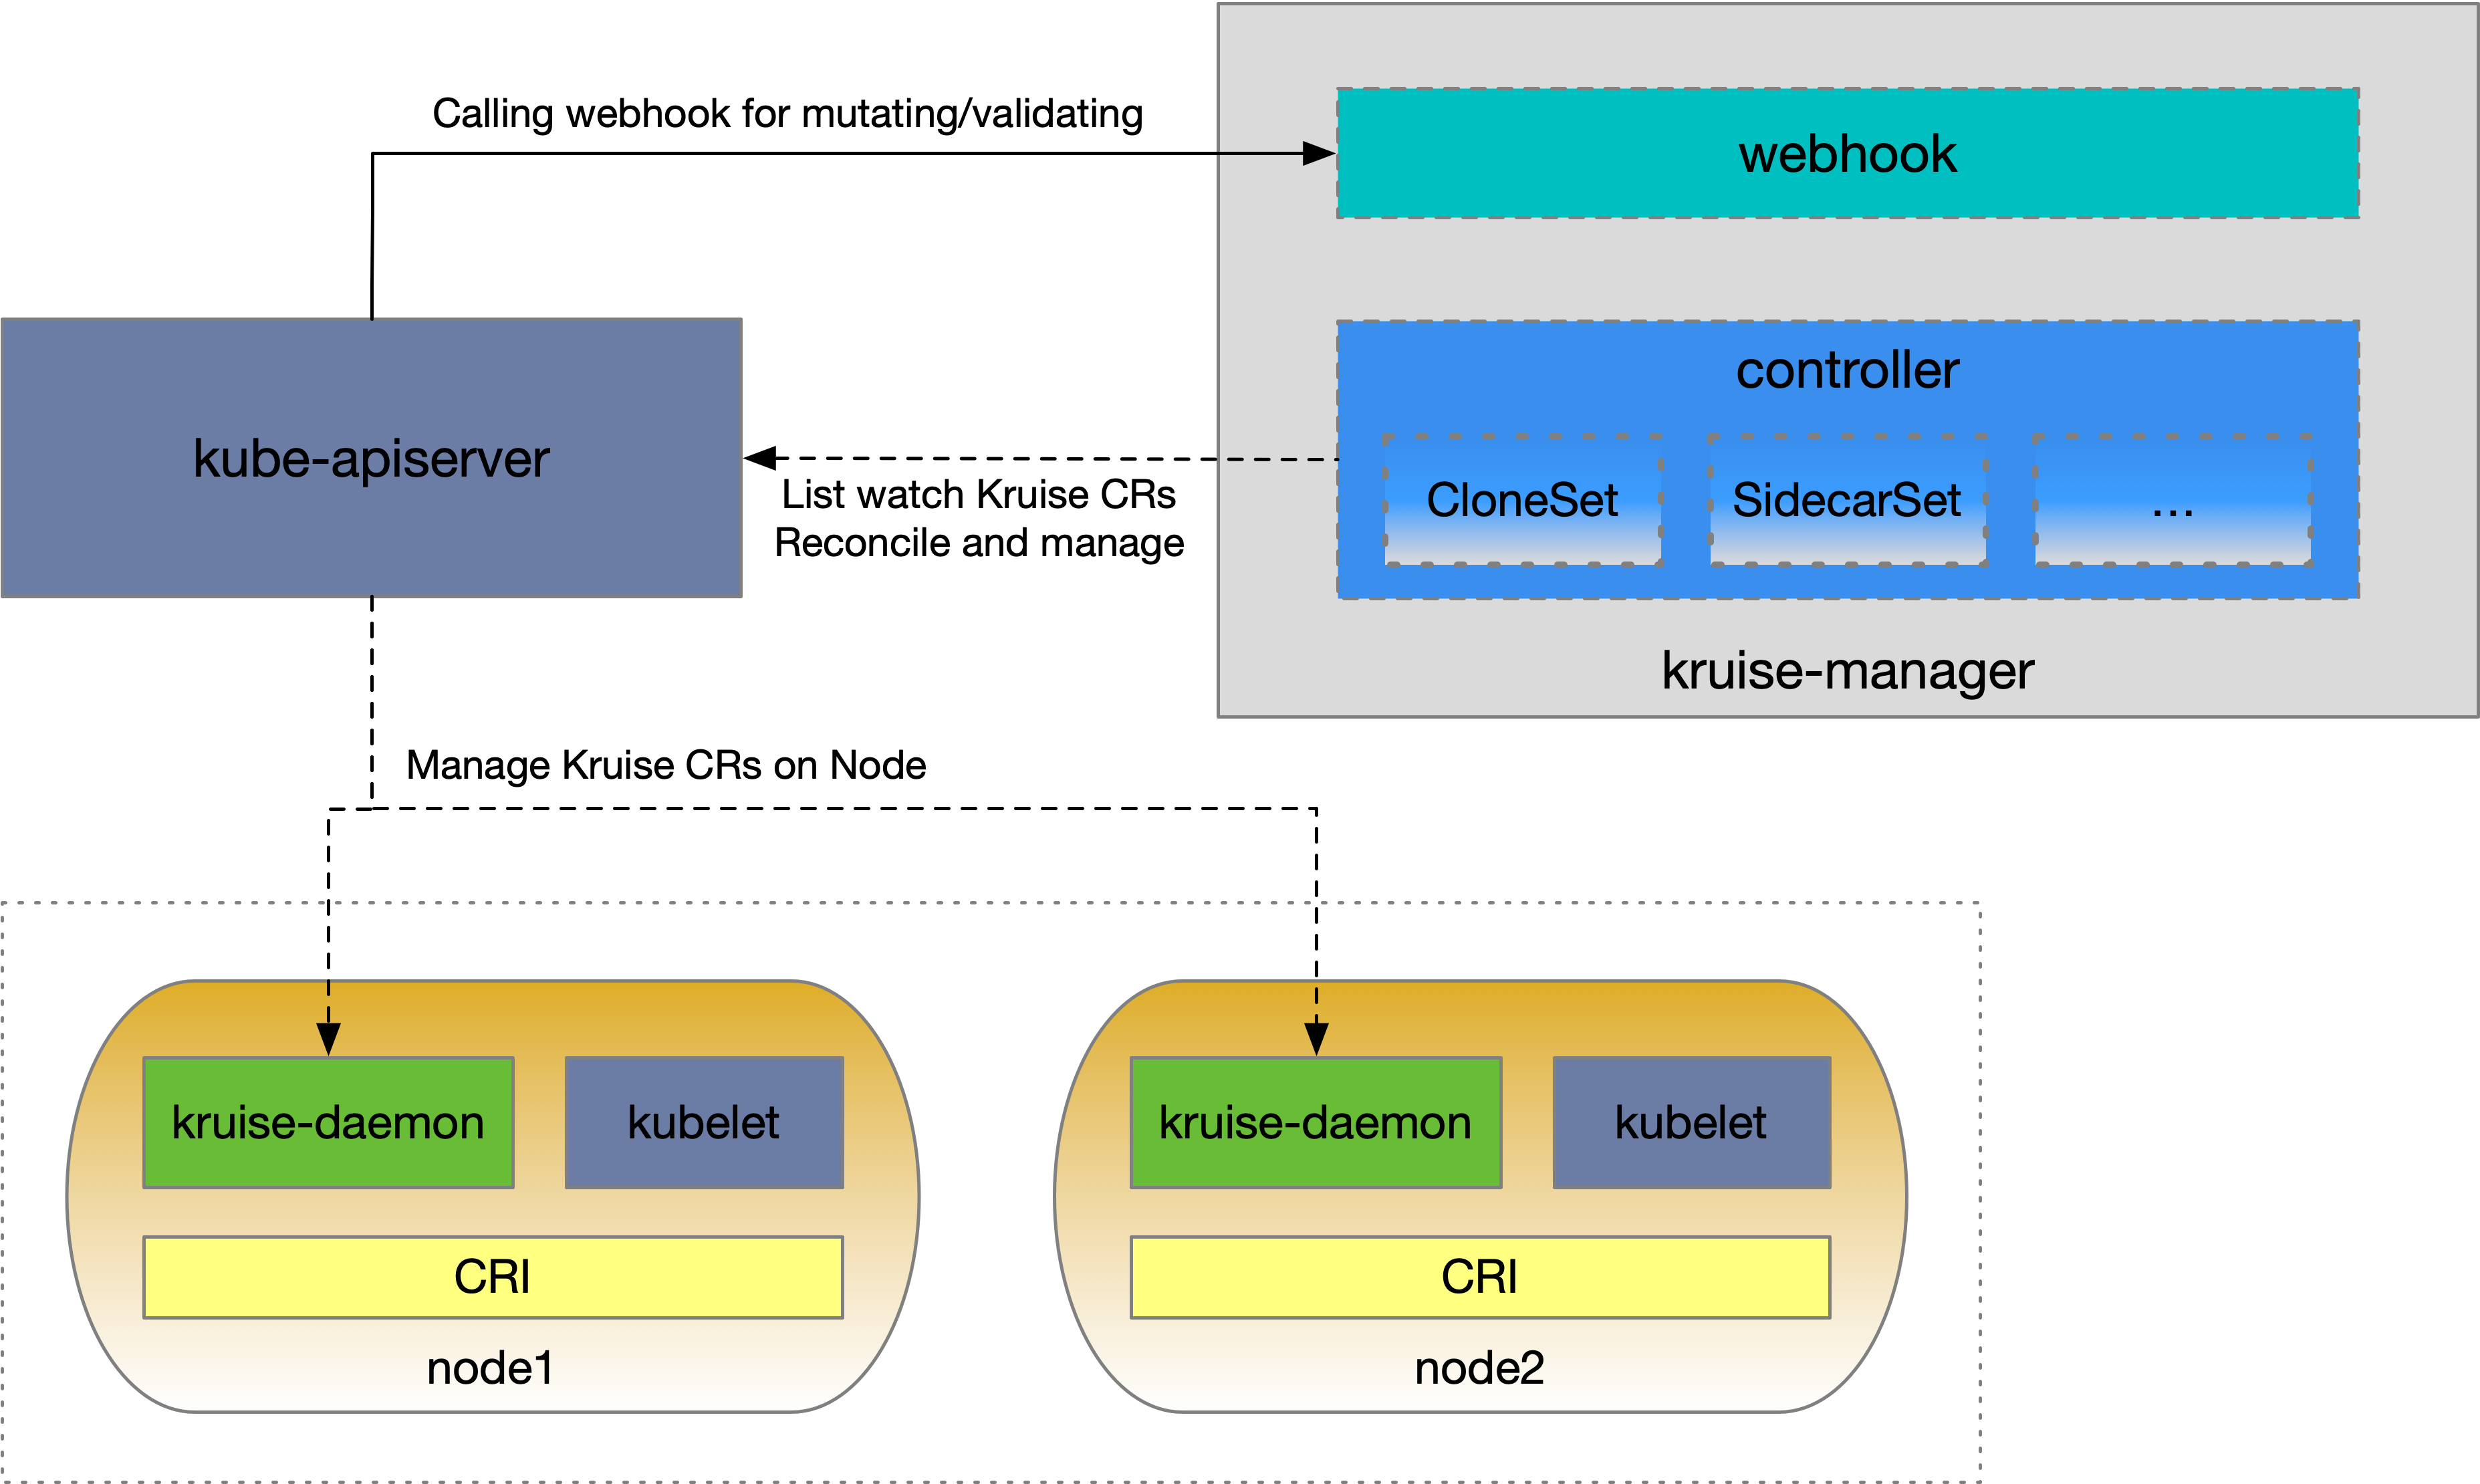 Calling webhook for mutating/validating
webhook
controller
kube-apiserver
List watch Kruise CRs
Reconcile and manage
CloneSet
SidecarSet
...
kruise-manager
Manage Kruise CRs on Node
kruise-daemon
kubelet
CRI
node1
kruise-daemon
kubelet
CRI
node2